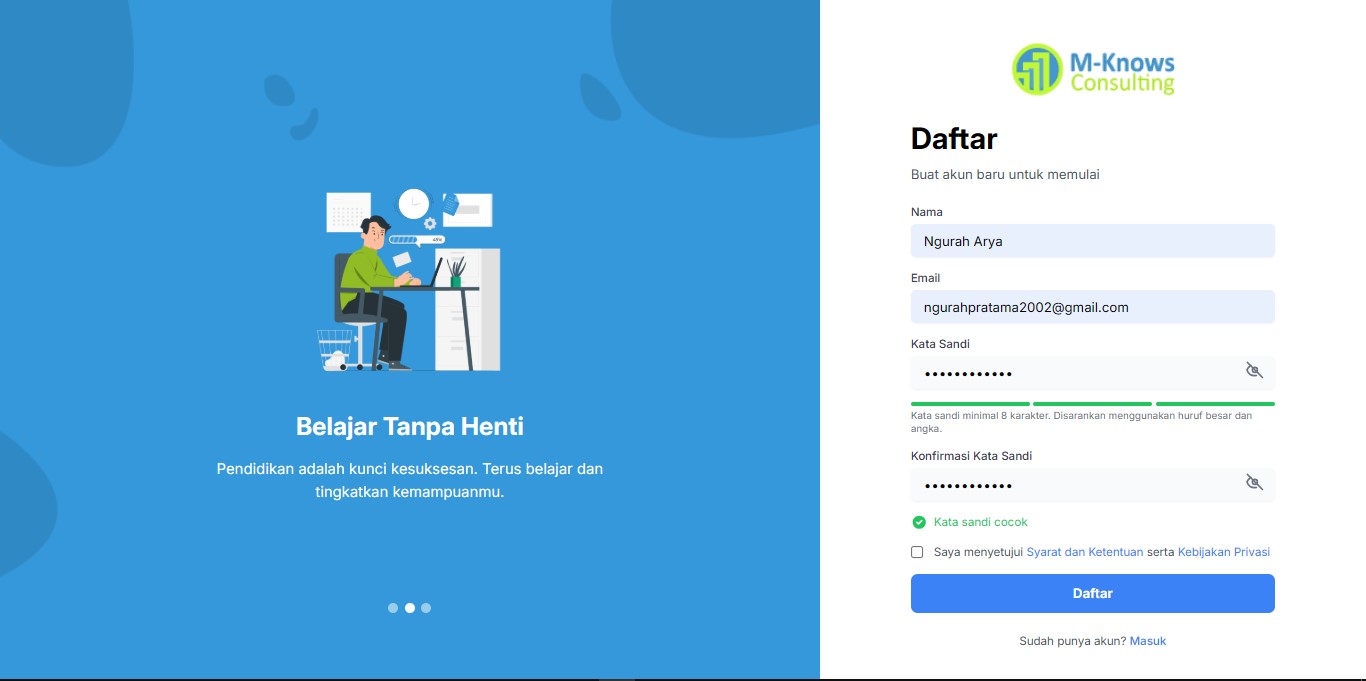 Belajar Tanpa Henti
Pendidikan adalah kunci kesuksesan. Terus belajar dan
tingkatkan kemampuanmu.
M-Knows
Consulting
Daftar
Buat akun baru untuk memulai
Nama
Ngurah Arya
Email
ngurahpratama2002@gmail.com
Kata Sandi
••••••••••••
Kata sandi minimal 8 karakter. Disarankan menggunakan huruf besar dan
angka.
Konfirmasi Kata Sandi
••••••••••••
Kata sandi cocok
Saya menyetujui Syarat dan Ketentuan serta Kebijakan Privasi
Daftar
Sudah punya akun? Masuk